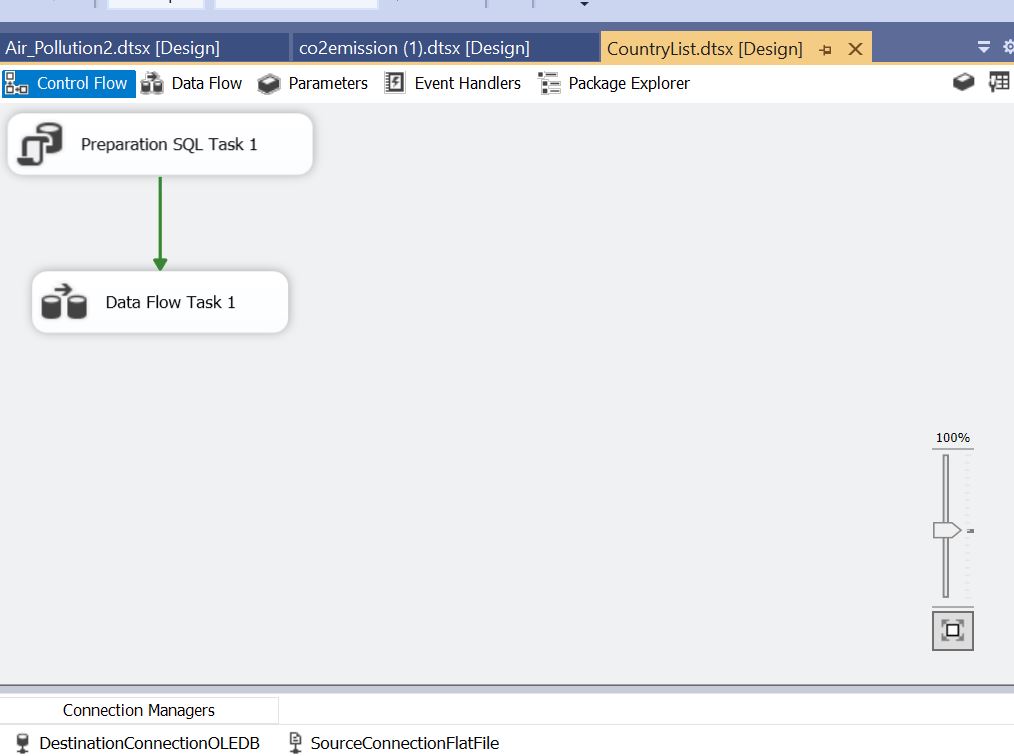 Air_Pollution2.dtsx [Design] co2emission (1).dtsx [Design] CountryList.dtsx [Design]
Control Flow Data Flow Parameters Event Handlers Package Explorer
Preparation SQL Task 1
Data Flow Task 1
100%
Connection Managers
DestinationConnectionOLEDB SourceConnectionFlatFile